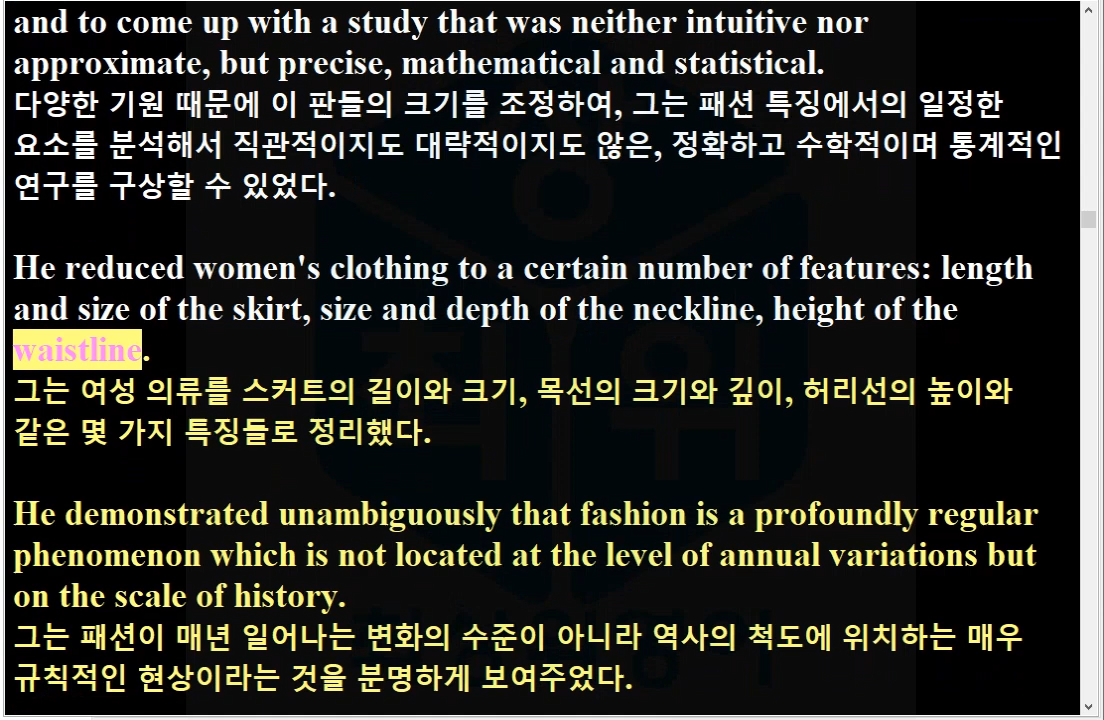 and to come up with a study that was neither intuitive nor
approximate, but precise, mathematical and statistical.
다양한 기원 때문에 이 판들의 크기를 조정하여, 그는 패션 특징에서의 일정한
요소를 분석해서 직관적이지도 대략적이지도 않은, 정확하고 수학적이며 통계적인
연구를 구상할 수 있었다.
He reduced women's clothing to a certain number of features: length
and size of the skirt, size and depth of the neckline, height of the
waistline.
그는 여성 의류를 스커트의 길이와 크기, 목선의 크기와 깊이, 허리선의 높이와
같은 몇 가지 특징들로 정리했다.
He demonstrated unambiguously that fashion is a profoundly regular
phenomenon which is not located at the level of annual variations but
on the scale of history.
그는 패션이 매년 일어나는 변화의 수준이 아니라 역사의 척도에 위치하는 매우
규칙적인 현상이라는 것을 분명하게 보여주었다.